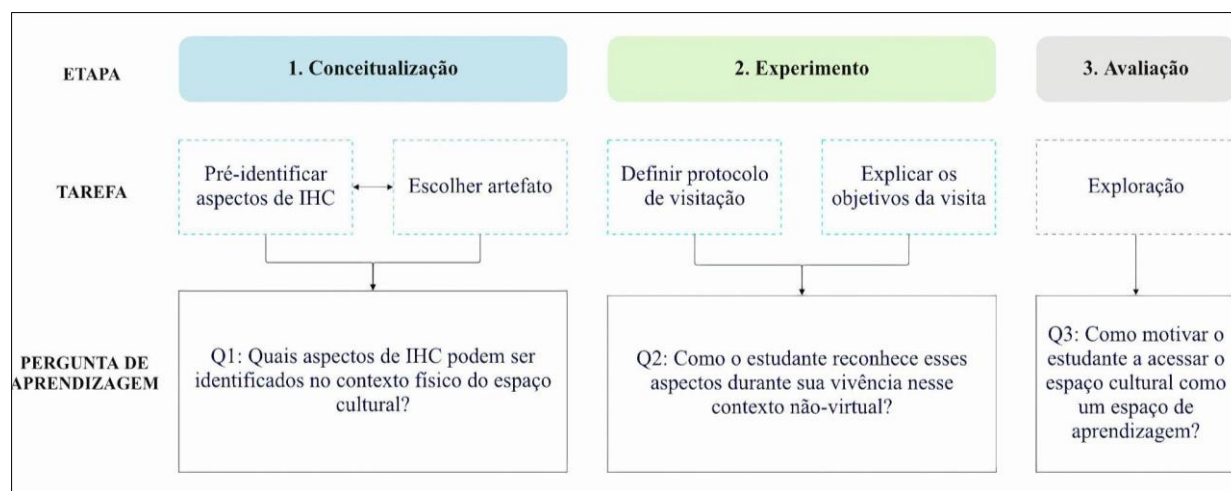 ETAPA
1. Conceitualização
2. Experimento
3. Avaliação
TAREFA
Pré-identificar
aspectos de IHC
Escolher artefato
Definir protocolo
de visitação
Explicar os
objetivos da visita
Exploração
PERGUNTA DE
APRENDIZAGEM
Q1: Quais aspectos de IHC podem ser
identificados no contexto físico do espaço
cultural?
Q2: Como o estudante reconhece esses
aspectos durante sua vivência nesse
contexto não-virtual?
Q3: Como motivar o
estudante a acessar o
espaço cultural como
um espaço de
aprendizagem?